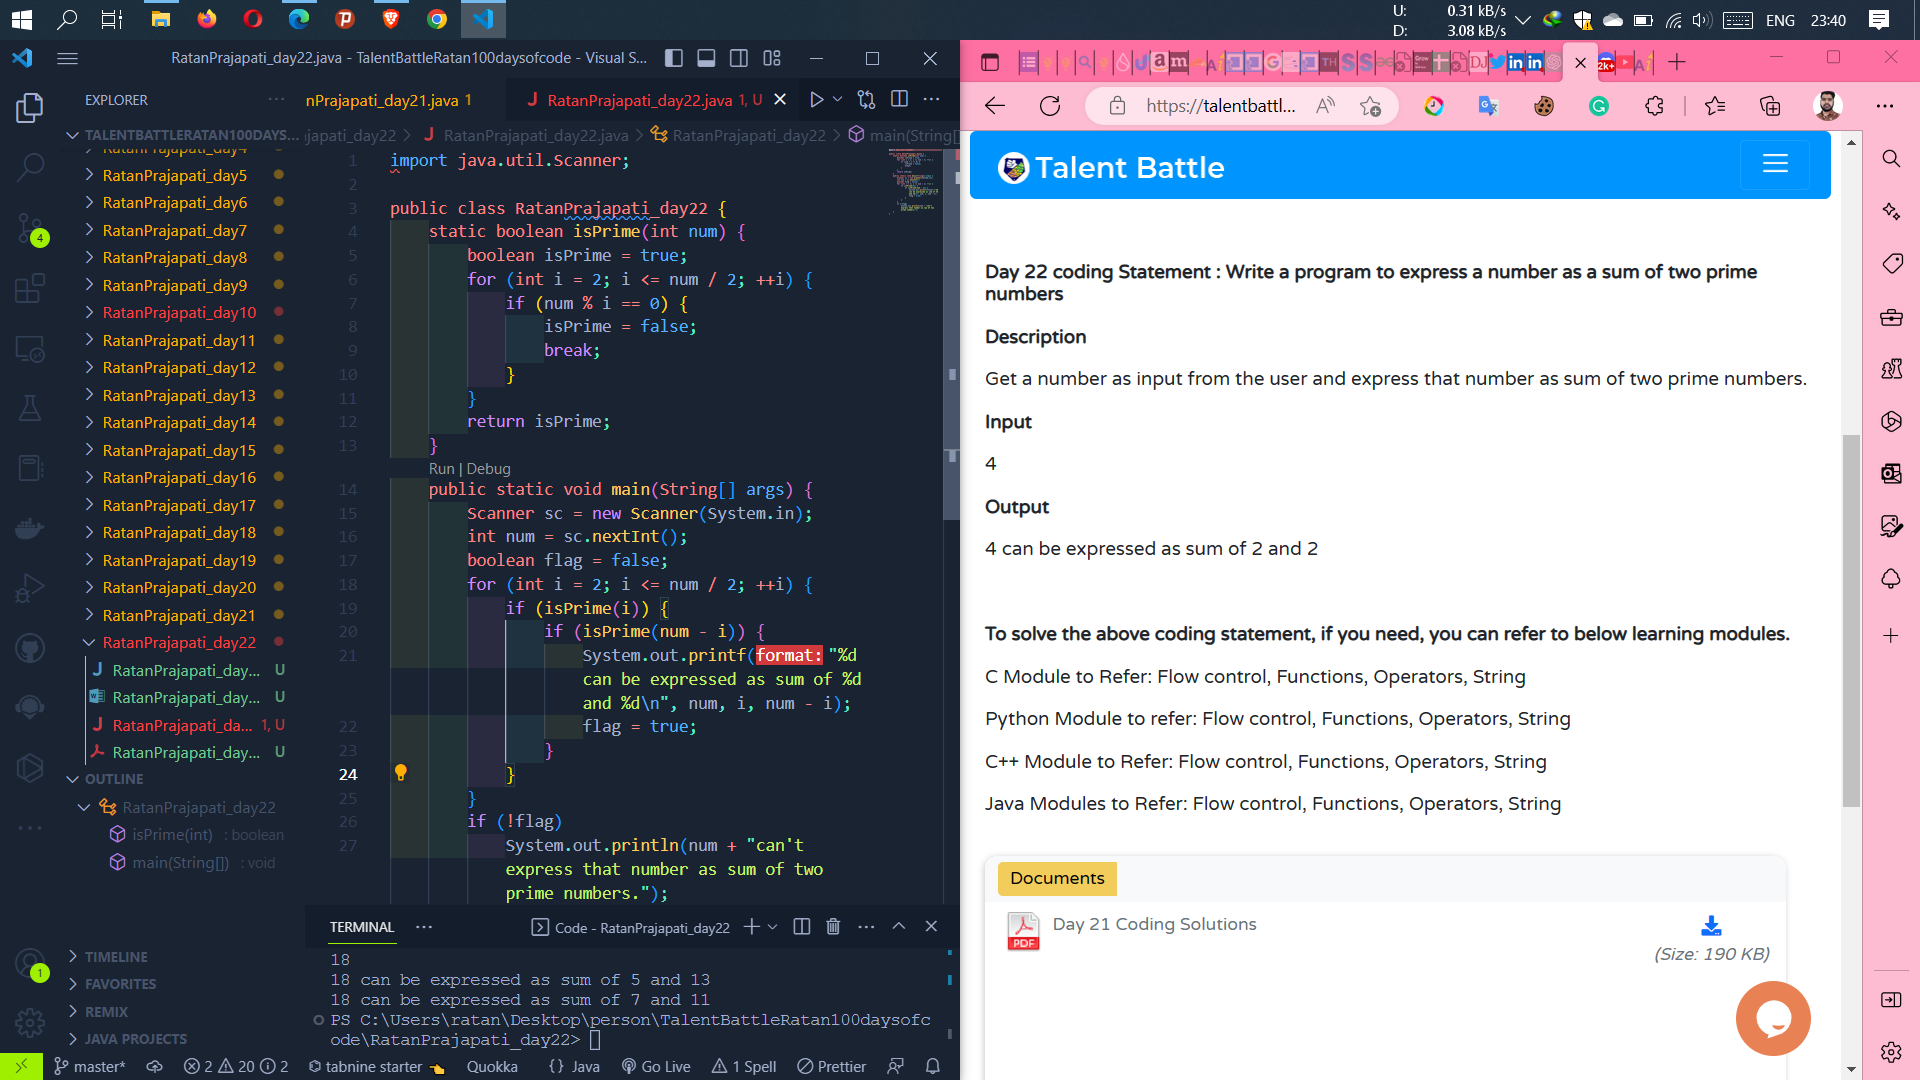 U: 0.31 kB/s
D: 3.08 kB/s
ENG 23:40
RatanPrajapati_day22.java - TalentBattleRatan100daysofcode - Visual S...
EXPLORER
TALENTBATTLERATAN100DAYS...
RatanPrajapati_day4
RatanPrajapati_day5
RatanPrajapati_day6
RatanPrajapati_day7
RatanPrajapati_day8
RatanPrajapati_day9
RatanPrajapati_day10
RatanPrajapati_day11
RatanPrajapati_day12
RatanPrajapati_day13
RatanPrajapati_day14
RatanPrajapati_day15
RatanPrajapati_day16
RatanPrajapati_day17
RatanPrajapati_day18
RatanPrajapati_day19
RatanPrajapati_day20
RatanPrajapati_day21
RatanPrajapati_day22
RatanPrajapati_day... U
RatanPrajapati_day... U
RatanPrajapati_da... 1, U
RatanPrajapati_day... U
OUTLINE
RatanPrajapati_day22
isPrime(int) : boolean
main(String[]) : void
TIMELINE
FAVORITES
REMIX
JAVA PROJECTS
4
1
nPrajapati_day21.java 1
RatanPrajapati_day22.java 1, U
japati_day22 > RatanPrajapati_day22.java > RatanPrajapati_day22 > main(String[]
1 import java.util.Scanner;
2
3 public class RatanPrajapati_day22 {
4 static boolean isPrime(int num) {
5 boolean isPrime = true;
6 for (int i = 2; i <= num / 2; ++i) {
7 if (num % i == 0) {
8 isPrime = false;
9 break;
10 }
11 }
12 return isPrime;
13 }
Run | Debug
14 public static void main(String[] args) {
15 Scanner sc = new Scanner(System.in);
16 int num = sc.nextInt();
17 boolean flag = false;
18 for (int i = 2; i <= num / 2; ++i) {
19 if (isPrime(i)) {
20 if (isPrime(num - i)) {
21 System.out.printf(format: "%d
can be expressed as sum of %d
and %d\n", num, i, num - i);
22 flag = true;
23 }
24 }
25 }
26 if (!flag)
27 System.out.println(num + "can't
express that number as sum of two
prime numbers.");
TERMINAL
Code - RatanPrajapati_day22
18
18 can be expressed as sum of 5 and 13
18 can be expressed as sum of 7 and 11
PS C:\Users\ratan\Desktop\person\TalentBattleRatan100daysofc
ode\RatanPrajapati_day22>
master* 2 20 2 tabnine starter Quokka {} Java Go Live 1 Spell Prettier
https://talentbattl...
Talent Battle
Day 22 coding Statement : Write a program to express a number as a sum of two prime
numbers
Description
Get a number as input from the user and express that number as sum of two prime numbers.
Input
4
Output
4 can be expressed as sum of 2 and 2
To solve the above coding statement, if you need, you can refer to below learning modules.
C Module to Refer: Flow control, Functions, Operators, String
Python Module to refer: Flow control, Functions, Operators, String
C++ Module to Refer: Flow control, Functions, Operators, String
Java Modules to Refer: Flow control, Functions, Operators, String
Documents
PDF
Day 21 Coding Solutions
(Size: 190 KB)